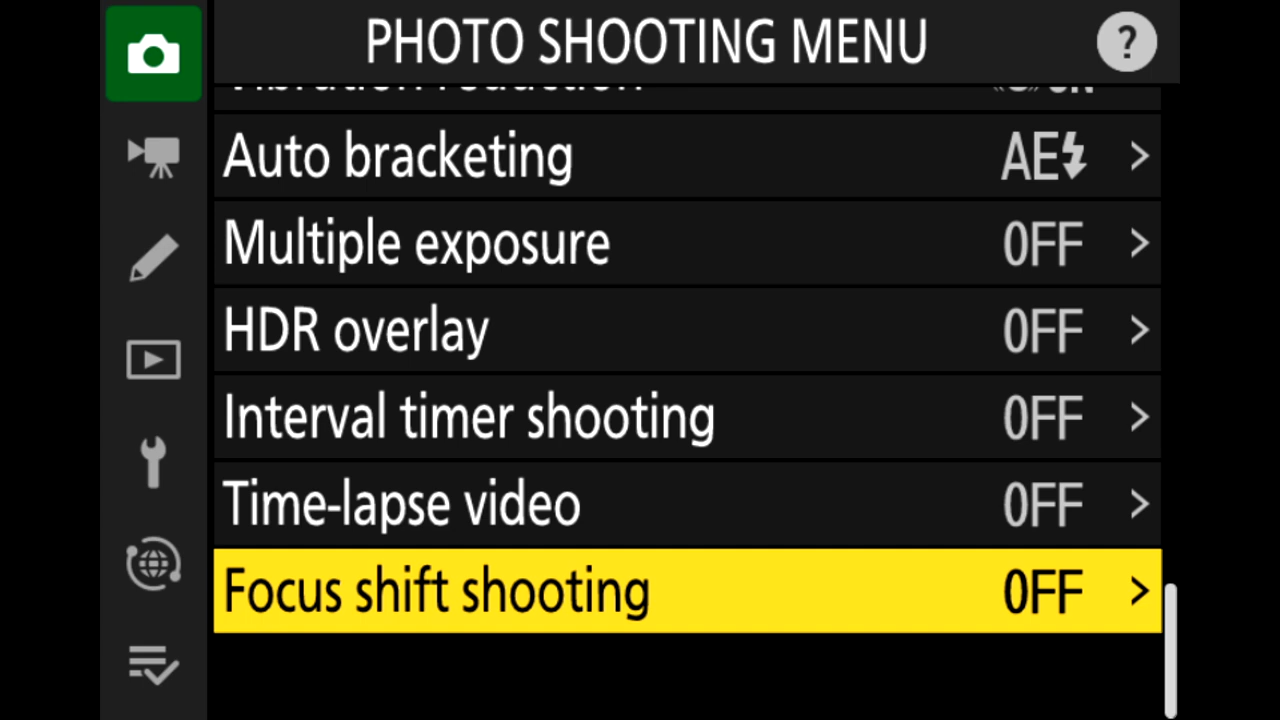 PHOTO SHOOTING MENU ?
Auto bracketing AE
Multiple exposure OFF
HDR overlay OFF
Interval timer shooting OFF
Time-lapse video OFF
Focus shift shooting OFF